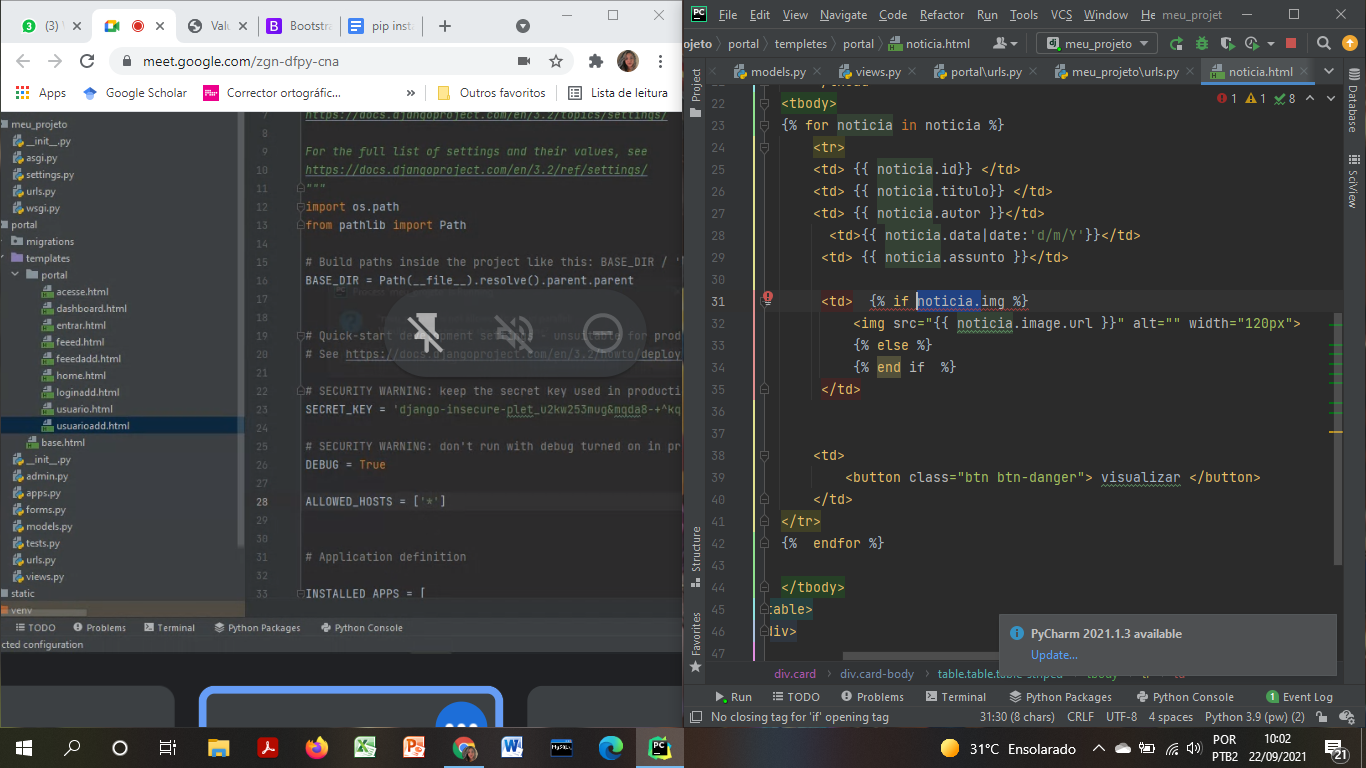 (3) \
Valu
Bootstra
pip inst
meet.google.com/zgn-dfpy-cna
Apps
Google Scholar
Corrector ortográfic...
»
Outros favoritos
Lista de leitura
meu_projeto
__init__.py
asgi.py
settings.py
urls.py
wsgi.py
portal
migrations
templates
portal
acesse.html
dashboard.html
entrar.html
feeed.html
feeedadd.html
home.html
loginadd.html
usuario.html
usuarioadd.html
base.html
__init__.py
admin.py
apps.py
forms.py
models.py
tests.py
urls.py
views.py
static
venv
7 https://docs.djangoproject.com/en/3.2/topics/settings/
8
9 For the full list of settings and their values, see
10 https://docs.djangoproject.com/en/3.2/ref/settings/
11 """
12 import os.path
13 from pathlib import Path
14
15 # Build paths inside the project like this: BASE_DIR / '
16 BASE_DIR = Path(__file__).resolve().parent.parent
17
18
19 # Quick-start development settings - unsuitable for prod
20 # See https://docs.djangoproject.com/en/3.2/howto/deploy
22 # SECURITY WARNING: keep the secret key used in producti
23 SECRET_KEY = 'django-insecure-plet_u2kw253mug&mqda8-+^kq
24
25 # SECURITY WARNING: don't run with debug turned on in pr
26 DEBUG = True
27
28 ALLOWED_HOSTS = ['*']
29
30
31 # Application definition
32
33 INSTALLED_APPS = [
TODO
Problems
Terminal
Python Packages
Python Console
cted configuration
PC
File Edit View Navigate Code Refactor Run Tools VCS Window He meu_projet
ojeto
portal
templetes
portal
noticia.html
meu_projeto
models.py
views.py
portal\urls.py
meu_projeto\urls.py
noticia.html
1 1 8
Project
Structure
Favorites
Database
SciView
22 <tbody>
23 {% for noticia in noticia %}
24 <tr>
25 <td> {{ noticia.id}} </td>
26 <td> {{ noticia.titulo}} </td>
27 <td> {{ noticia.autor }}</td>
28 <td>{{ noticia.data|date:'d/m/Y'}}</td>
29 <td> {{ noticia.assunto }}</td>
30
31 <td> {% if noticia.img %}
32 <img src="{{ noticia.image.url }}" alt="" width="120px">
33 {% else %}
34 {% end if %}
35 </td>
36
37
38 <td>
39 <button class="btn btn-danger"> visualizar </button>
40 </td>
41 </tr>
42 {% endfor %}
43
44 </tbody>
45 table>
46 div>
47
PyCharm 2021.1.3 available
Update...
div.card
div.card-body
Run
TODO
Problems
Terminal
Python Packages
Python Console
1 Event Log
No closing tag for 'if' opening tag
31:30 (8 chars) CRLF UTF-8 4 spaces Python 3.9 (pw) (2)
MySQL
PC
31°C Ensolarado
POR
PTB2
10:02
22/09/2021
21